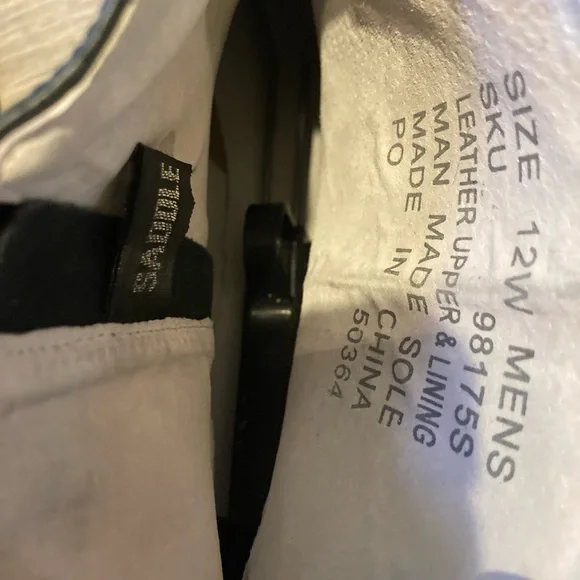 SIZE 12W MENS
SKU 98175S
LEATHER UPPER & LINING
MAN MADE SOLE
MADE IN CHINA
PO 50364
SADDLE